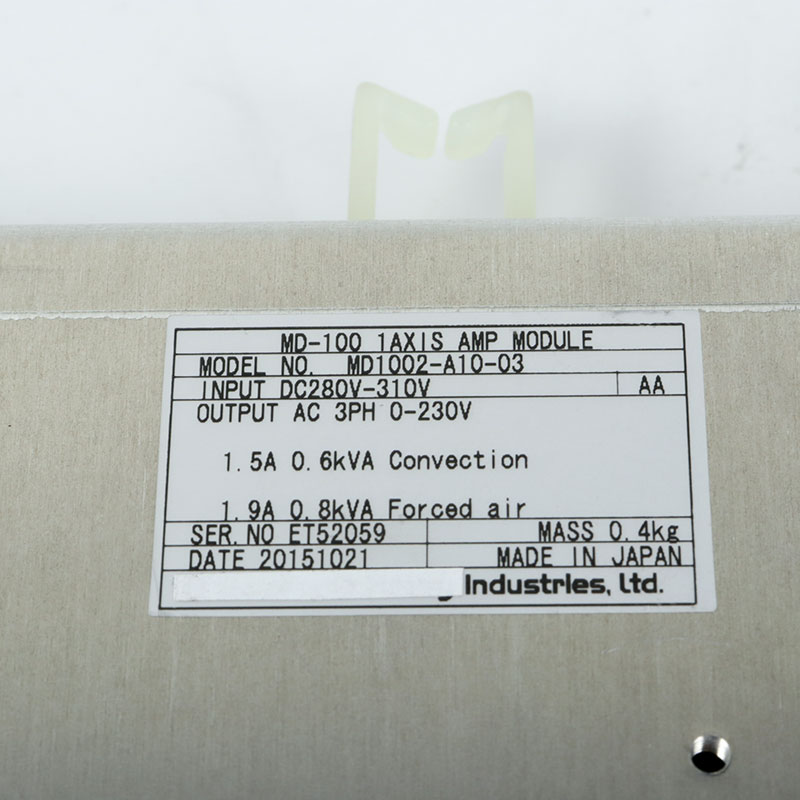 MD-100 1AXIS AMP MODULE
MODEL NO. MD1002-A10-03
INPUT DC280V-310V AA
OUTPUT AC 3PH 0-230V
1.5A 0.6kVA Convection
1.9A 0.8kVA Forced air
SER.NO ET52059 MASS 0.4kg
DATE 20151021 MADE IN JAPAN
Industries, Ltd.